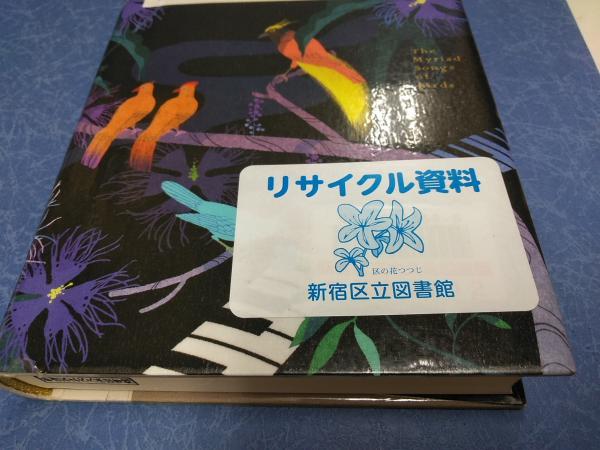 The
Myriad
Songs
of
Birds
リサイクル資料
区の花つつじ
新宿区立図書館